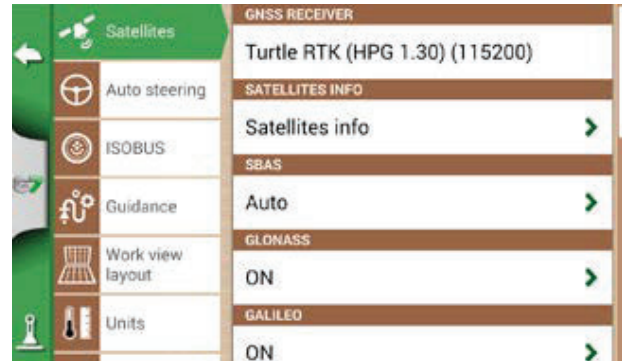 Satellites
Auto steering
ISOBUS
Guidance
Work view
layout
Units
GNSS RECEIVER
Turtle RTK (HPG 1.30) (115200)
SATELLITES INFO
Satellites info
SBAS
Auto
GLONASS
ON
GALILEO
ON